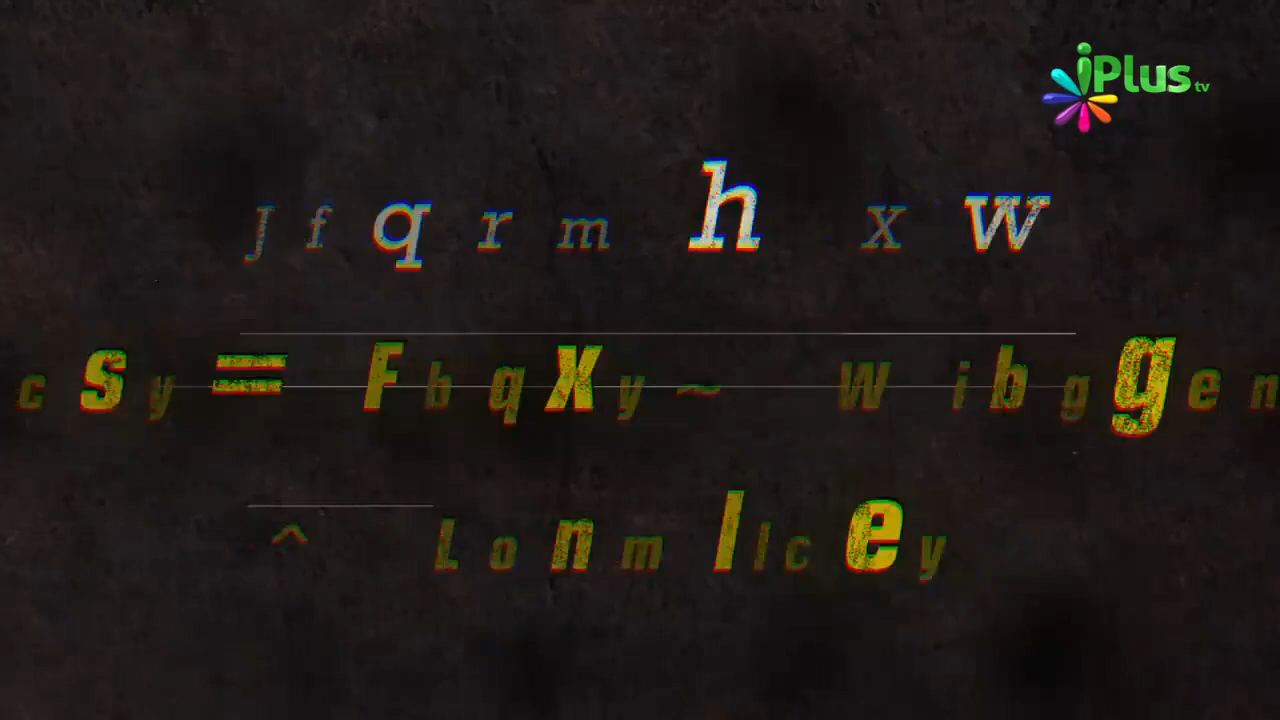 iPlus tv
J f q r m h x w
c s y = F h q x y ~ W i b g g e n
^ L o n m l l c e y